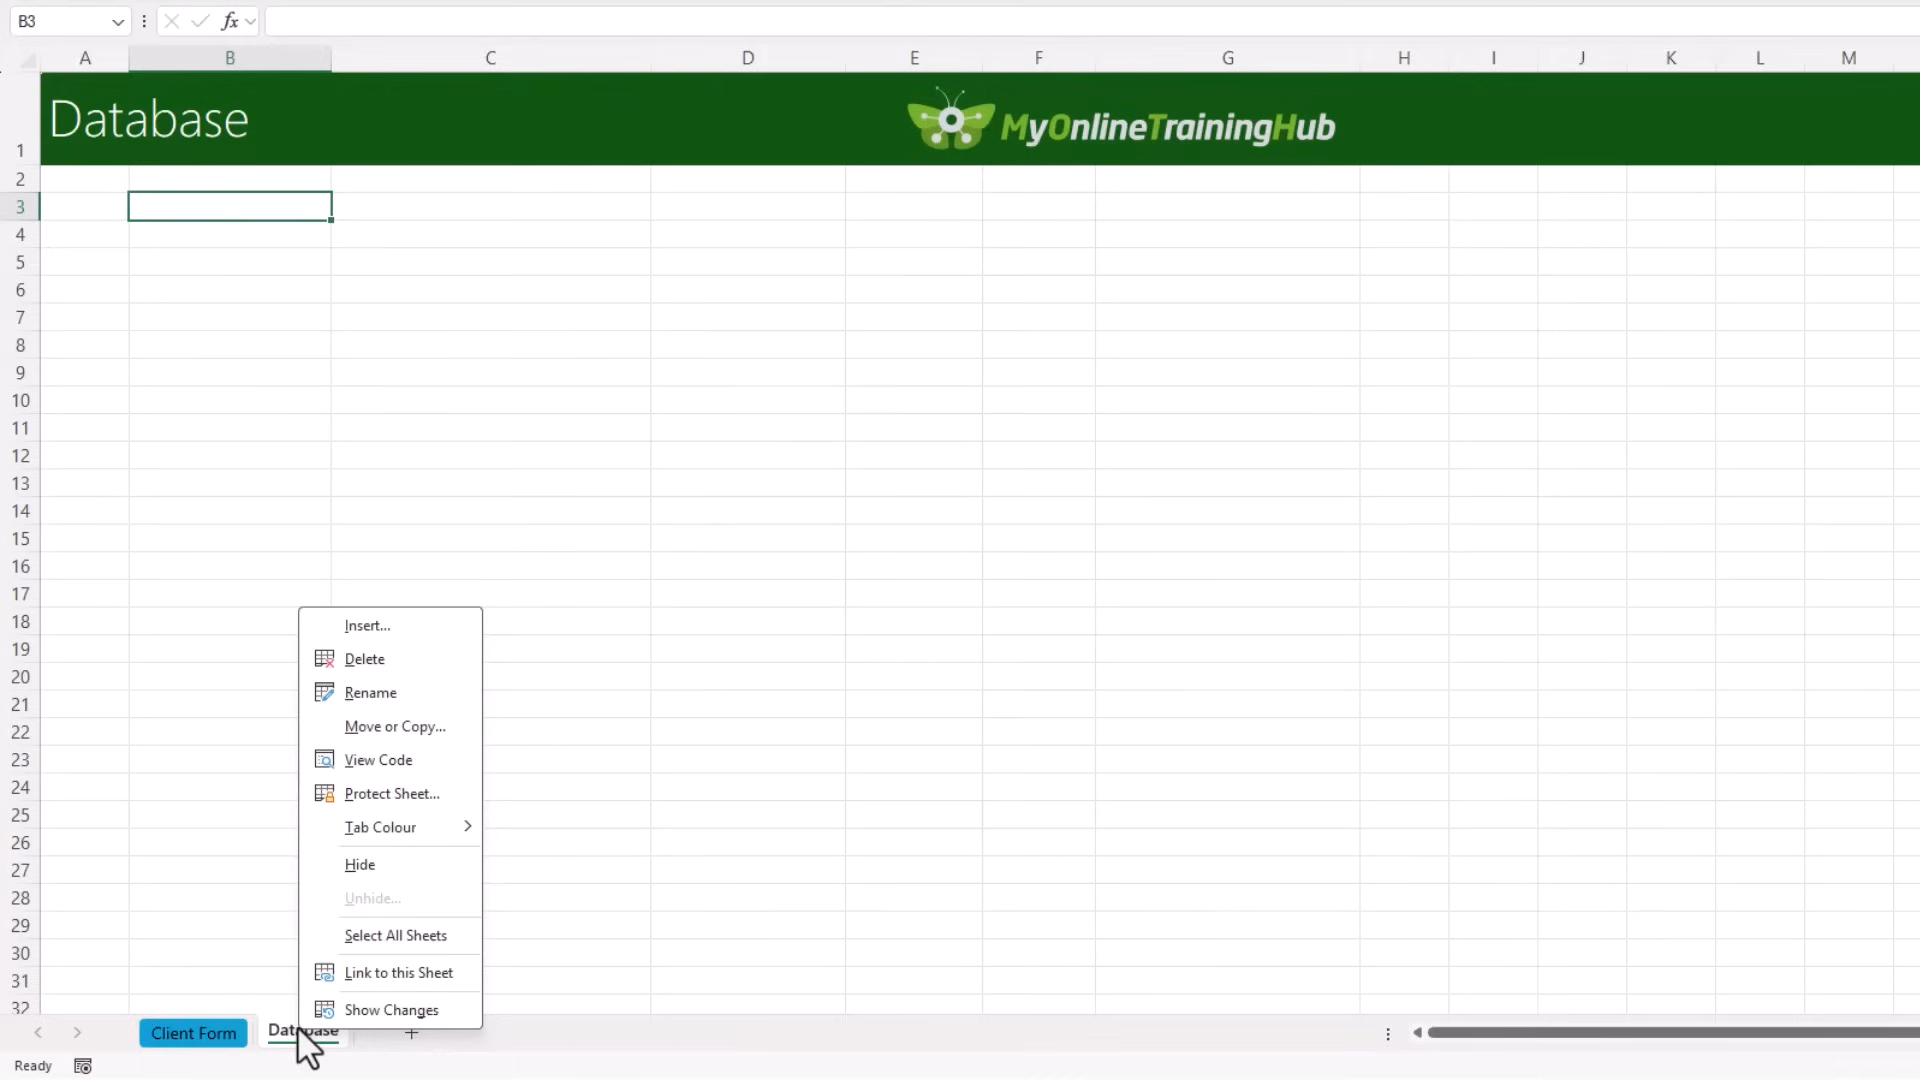 B3
fx
A B C D E F G H I J K L M
1 Database MyOnlineTrainingHub
2
3
4
5
6
7
8
9
10
11
12
13
14
15
16
17
18
19
20
21
22
23
24
25
26
27
28
29
30
31
32
Insert...
Delete
Rename
Move or Copy...
View Code
Protect Sheet...
Tab Colour
Hide
Unhide...
Select All Sheets
Link to this Sheet
Show Changes
Client Form Database +
Ready